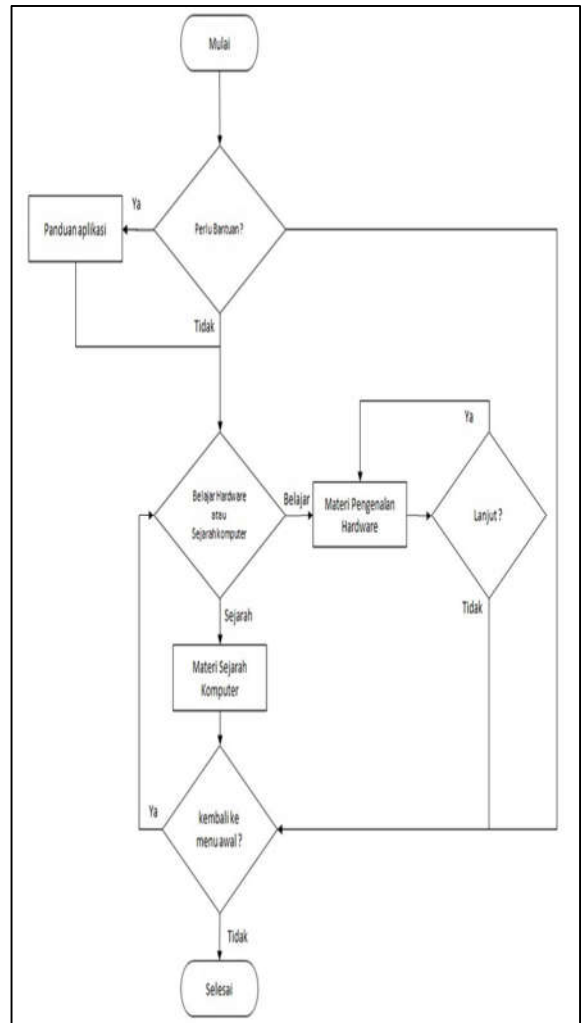 Mulai
Perlu Bantuan?
Ya
Panduan aplikasi
Tidak
Belajar Hardware
atau
Sejarah komputer
Belajar
Materi Pengenalan
Hardware
Ya
Lanjut?
Tidak
Sejarah
Materi Sejarah
Komputer
Ya
kembali ke
menu awal?
Tidak
Selesai